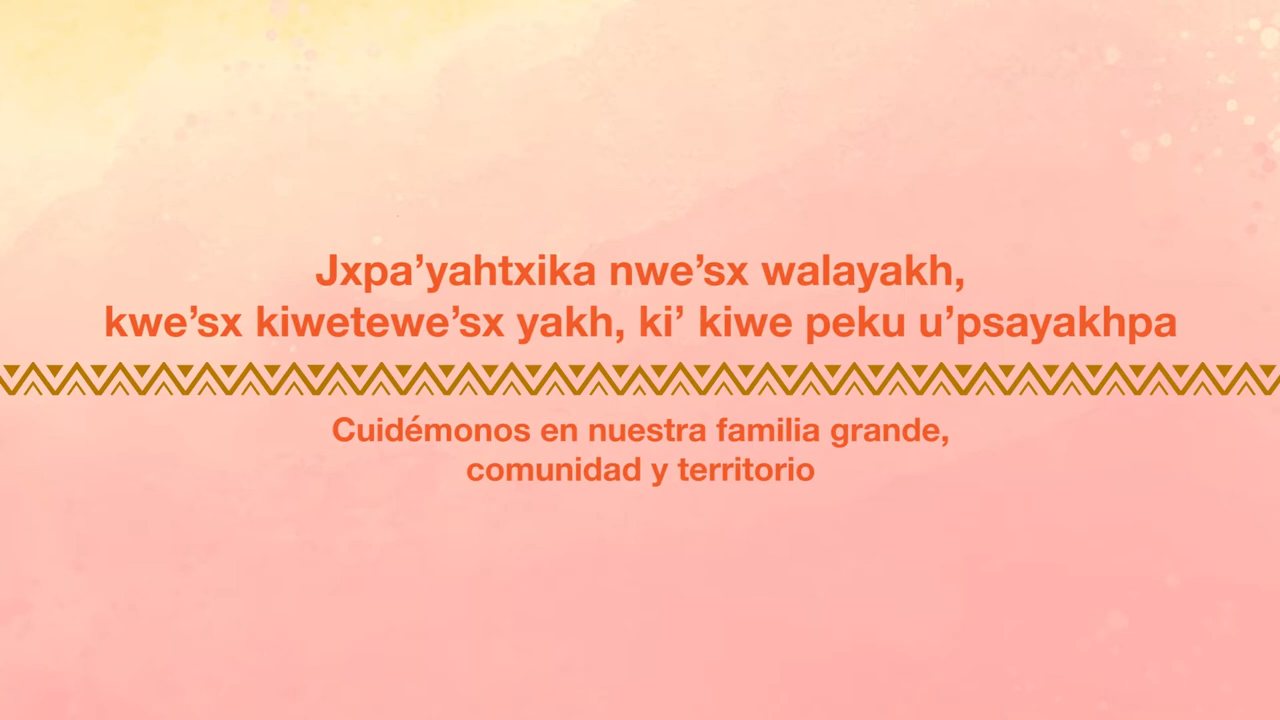 Jxpa’yahtxika nwe’sx walayakh,
kwe’sx kiwetewe’sx yakh, ki’ kiwe peku u’psayakhpa
Cuidémonos en nuestra familia grande,
comunidad y territorio